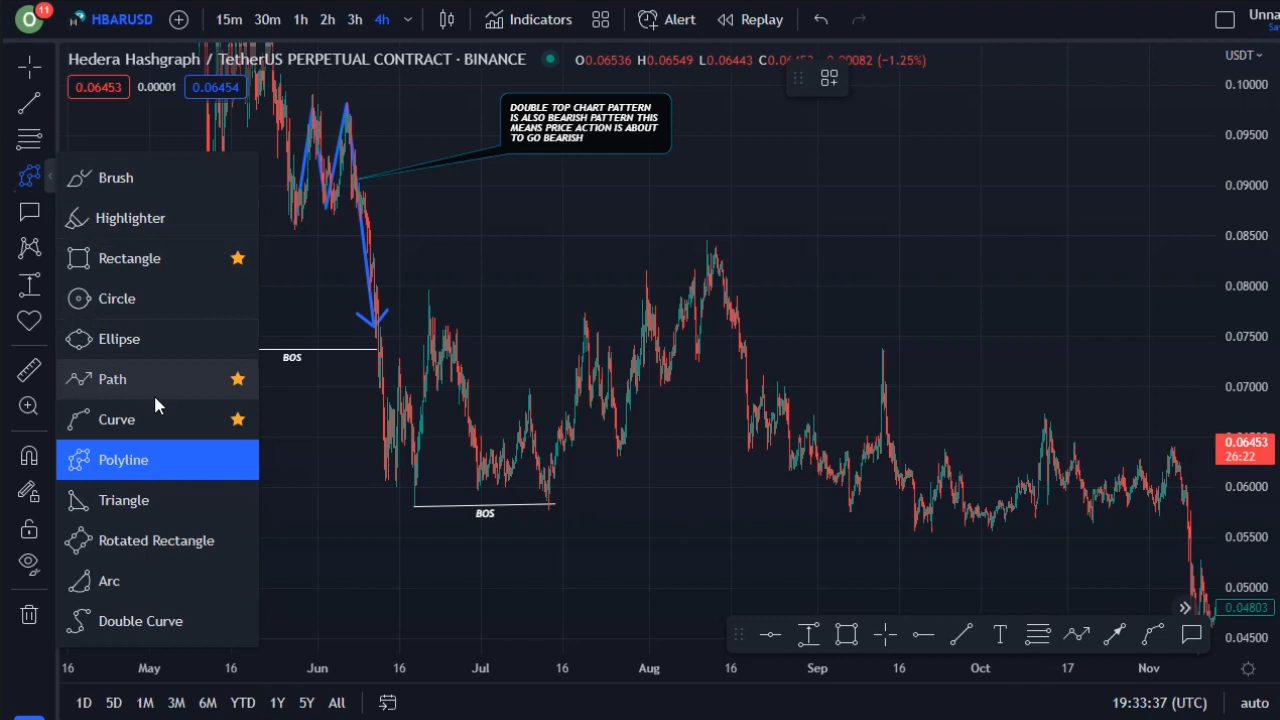 O
11
HBARUSD
15m 30m 1h 2h 3h 4h
Indicators
Alert
Replay
Unna
Hedera Hashgraph / TetherUS PERPETUAL CONTRACT · BINANCE
O0.06536 H0.06549 L0.06443
(−1.25%)
0.06453 0.00001 0.06454
DOUBLE TOP CHART PATTERN
IS ALSO BEARISH PATTERN THIS
MEANS PRICE ACTION IS ABOUT
TO GO BEARISH
Brush
Highlighter
Rectangle
Circle
Ellipse
Path
Curve
Polyline
Triangle
Rotated Rectangle
Arc
Double Curve
BOS
BOS
T
USDT
0.10000
0.09500
0.09000
0.08500
0.08000
0.07500
0.07000
0.06453
26:22
0.06000
0.05500
0.05000
0.04803
0.04500
16 May 16 Jun 16 Jul 16 Aug 16 Sep 16 Oct 17 Nov
1D 5D 1M 3M 6M YTD 1Y 5Y All
19:33:37 (UTC)
auto